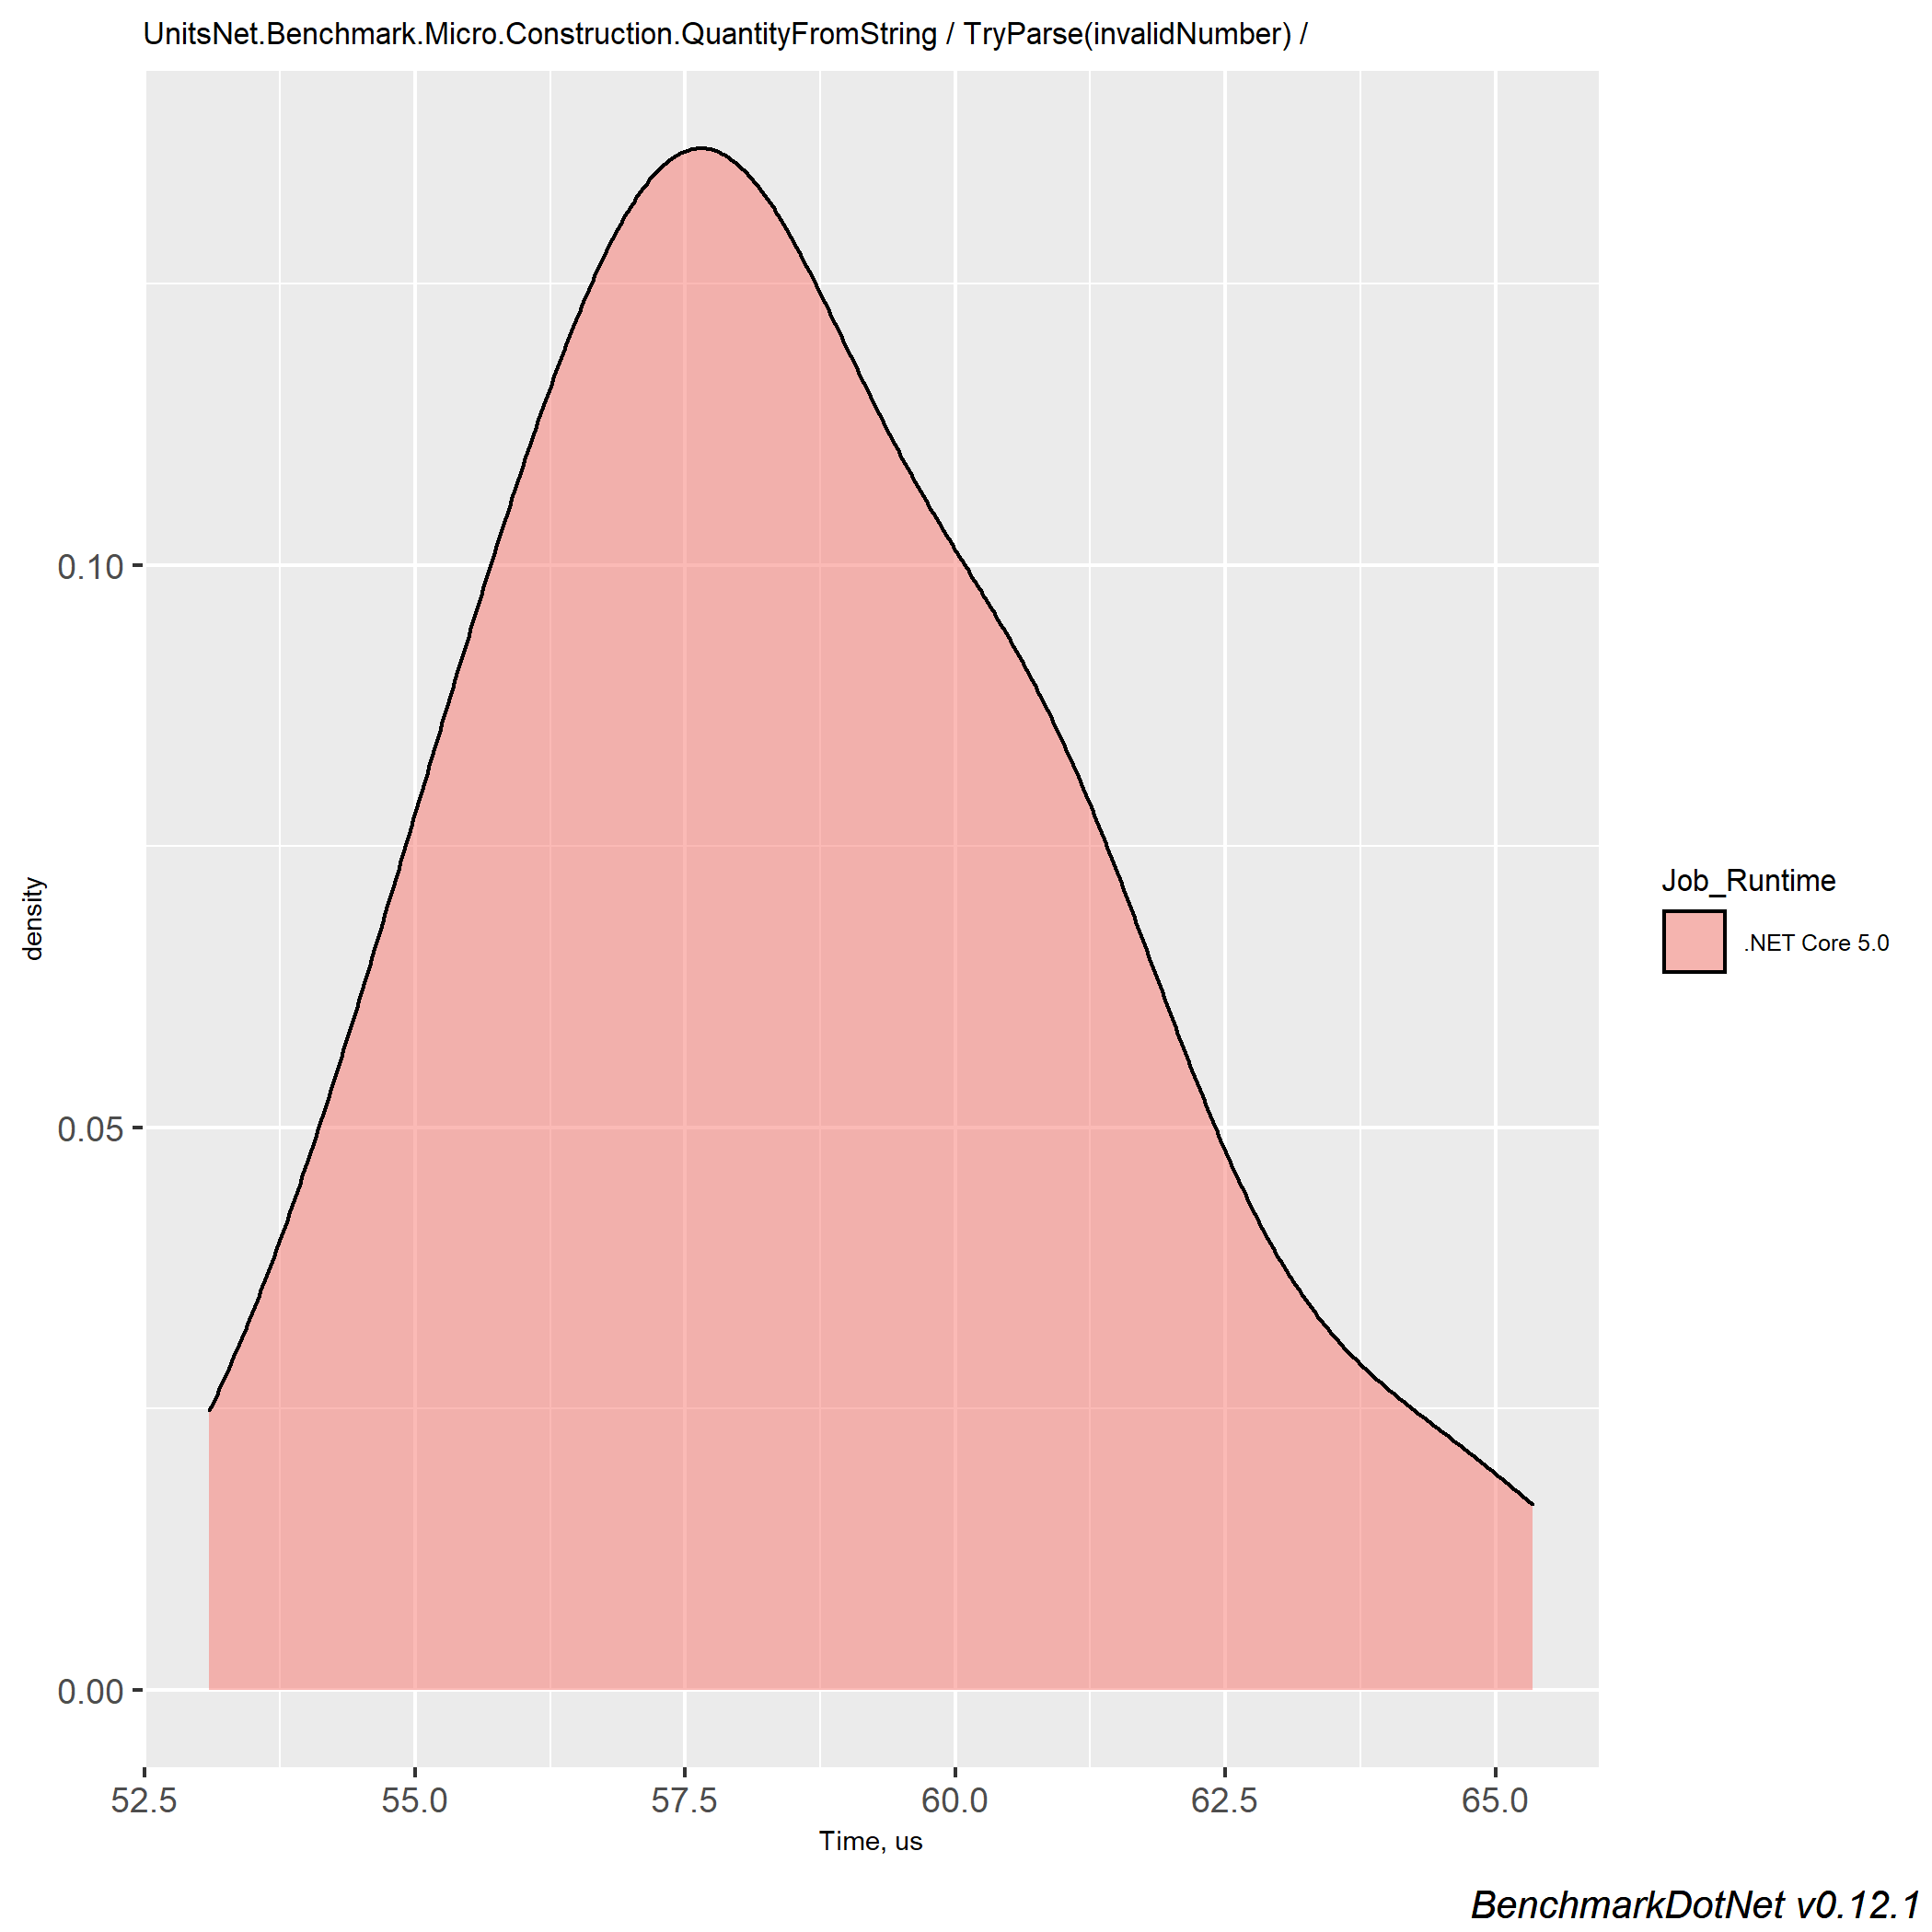 UnitsNet.Benchmark.Micro.Construction.QuantityFromString / TryParse(invalidNumber) /
0.10
0.05
0.00
density
52.5 55.0 57.5 60.0 62.5 65.0
Time, us
Job_Runtime
.NET Core 5.0
BenchmarkDotNet v0.12.1